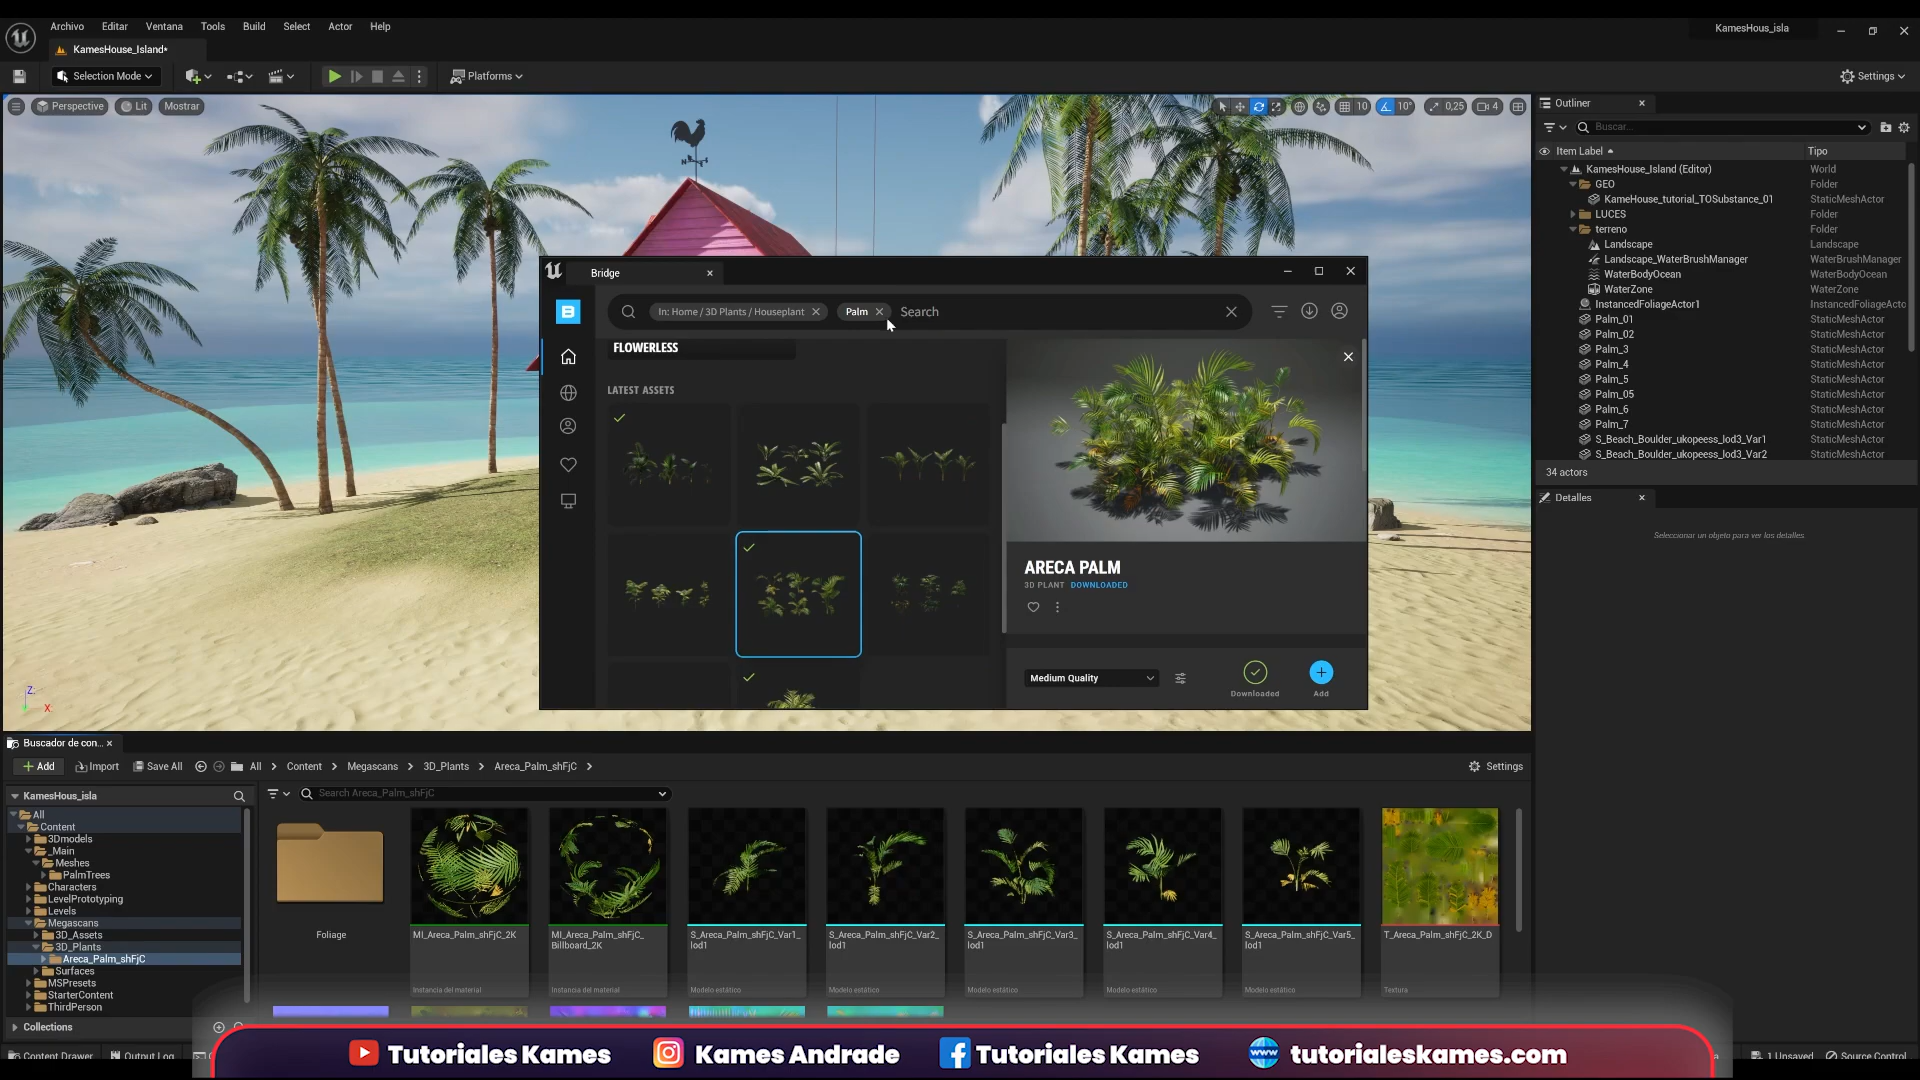 Archivo Editar Ventana Tools Build Select Actor Help
KamesHous_isla
KamesHouse_Island*
Selection Mode
Platforms
Settings
Perspective
Lit
Mostrar
10
10°
0,25
4
Outliner
Buscar...
Item Label
Tipo
KamesHouse_Island (Editor) World
GEO Folder
KameHouse_tutorial_TOSubstance_01 StaticMeshActor
LUCES Folder
terreno Folder
Landscape Landscape
Landscape_WaterBrushManager WaterBrushManager
WaterBodyOcean WaterBodyOcean
WaterZone WaterZone
InstancedFoliageActor1 InstancedFoliageActo
Palm_01 StaticMeshActor
Palm_02 StaticMeshActor
Palm_3 StaticMeshActor
Palm_4 StaticMeshActor
Palm_5 StaticMeshActor
Palm_05 StaticMeshActor
Palm_6 StaticMeshActor
Palm_7 StaticMeshActor
S_Beach_Boulder_ukopeess_lod3_Var1 StaticMeshActor
S_Beach_Boulder_ukopeess_lod3_Var2 StaticMeshActor
34 actors
Detalles
Seleccionar un objeto para ver los detalles
Bridge
In: Home / 3D Plants / Houseplant
Palm
Search
FLOWERLESS
LATEST ASSETS
ARECA PALM
3D PLANT DOWNLOADED
Medium Quality
Downloaded
Add
Z
X
Buscador de con...
Add
Import
Save All
All > Content > Megascans > 3D_Plants > Areca_Palm_shFjC >
Settings
KamesHous_isla
Search Areca_Palm_shFjC
All
Content
3Dmodels
_Main
Meshes
PalmTrees
Characters
LevelPrototyping
Levels
Megascans
3D_Assets
3D_Plants
Areca_Palm_shFjC
Surfaces
MSPresets
StarterContent
ThirdPerson
Collections
Foliage
MI_Areca_Palm_shFjC_2K
Instancia del material
MI_Areca_Palm_shFjC_
Billboard_2K
Instancia del material
S_Areca_Palm_shFjC_Var1_
lod1
Modelo estático
S_Areca_Palm_shFjC_Var2_
lod1
Modelo estático
S_Areca_Palm_shFjC_Var3_
lod1
Modelo estático
S_Areca_Palm_shFjC_Var4_
lod1
Modelo estático
S_Areca_Palm_shFjC_Var5_
lod1
Modelo estático
T_Areca_Palm_shFjC_2K_D
Textura
Content Drawer
Output Log
1 Unsaved
Source Control
Tutoriales Kames
Kames Andrade
Tutoriales Kames
www
tutorialeskames.com